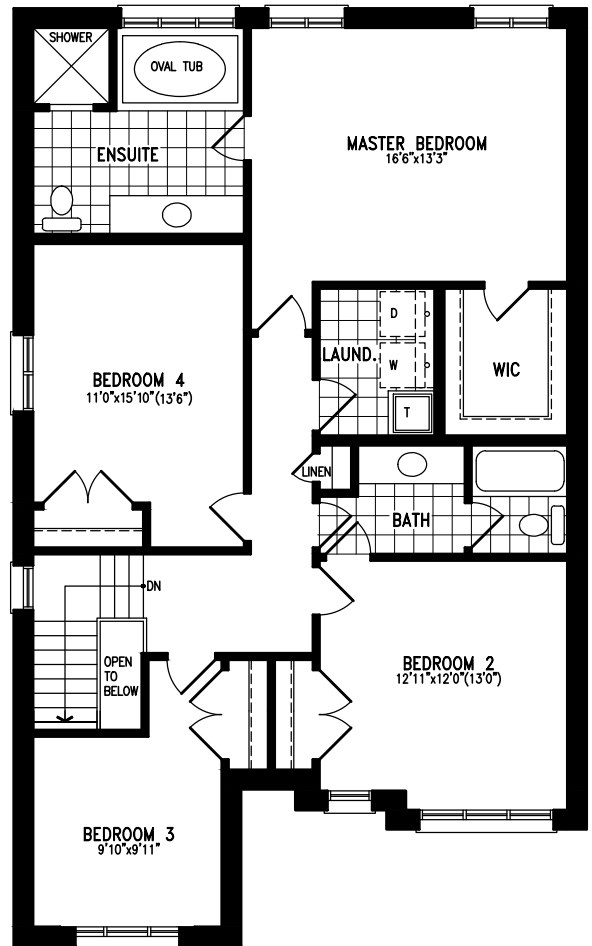 SHOWER
OVAL TUB
ENSUITE
MASTER BEDROOM
16'6"x13'3"
D
LAUND.
W
T
WIC
BEDROOM 4
11'0"x15'10"(13'6")
LINEN
BATH
DN
OPEN
TO
BELOW
BEDROOM 2
12'11"x12'0"(13'0")
BEDROOM 3
9'10"x9'11"